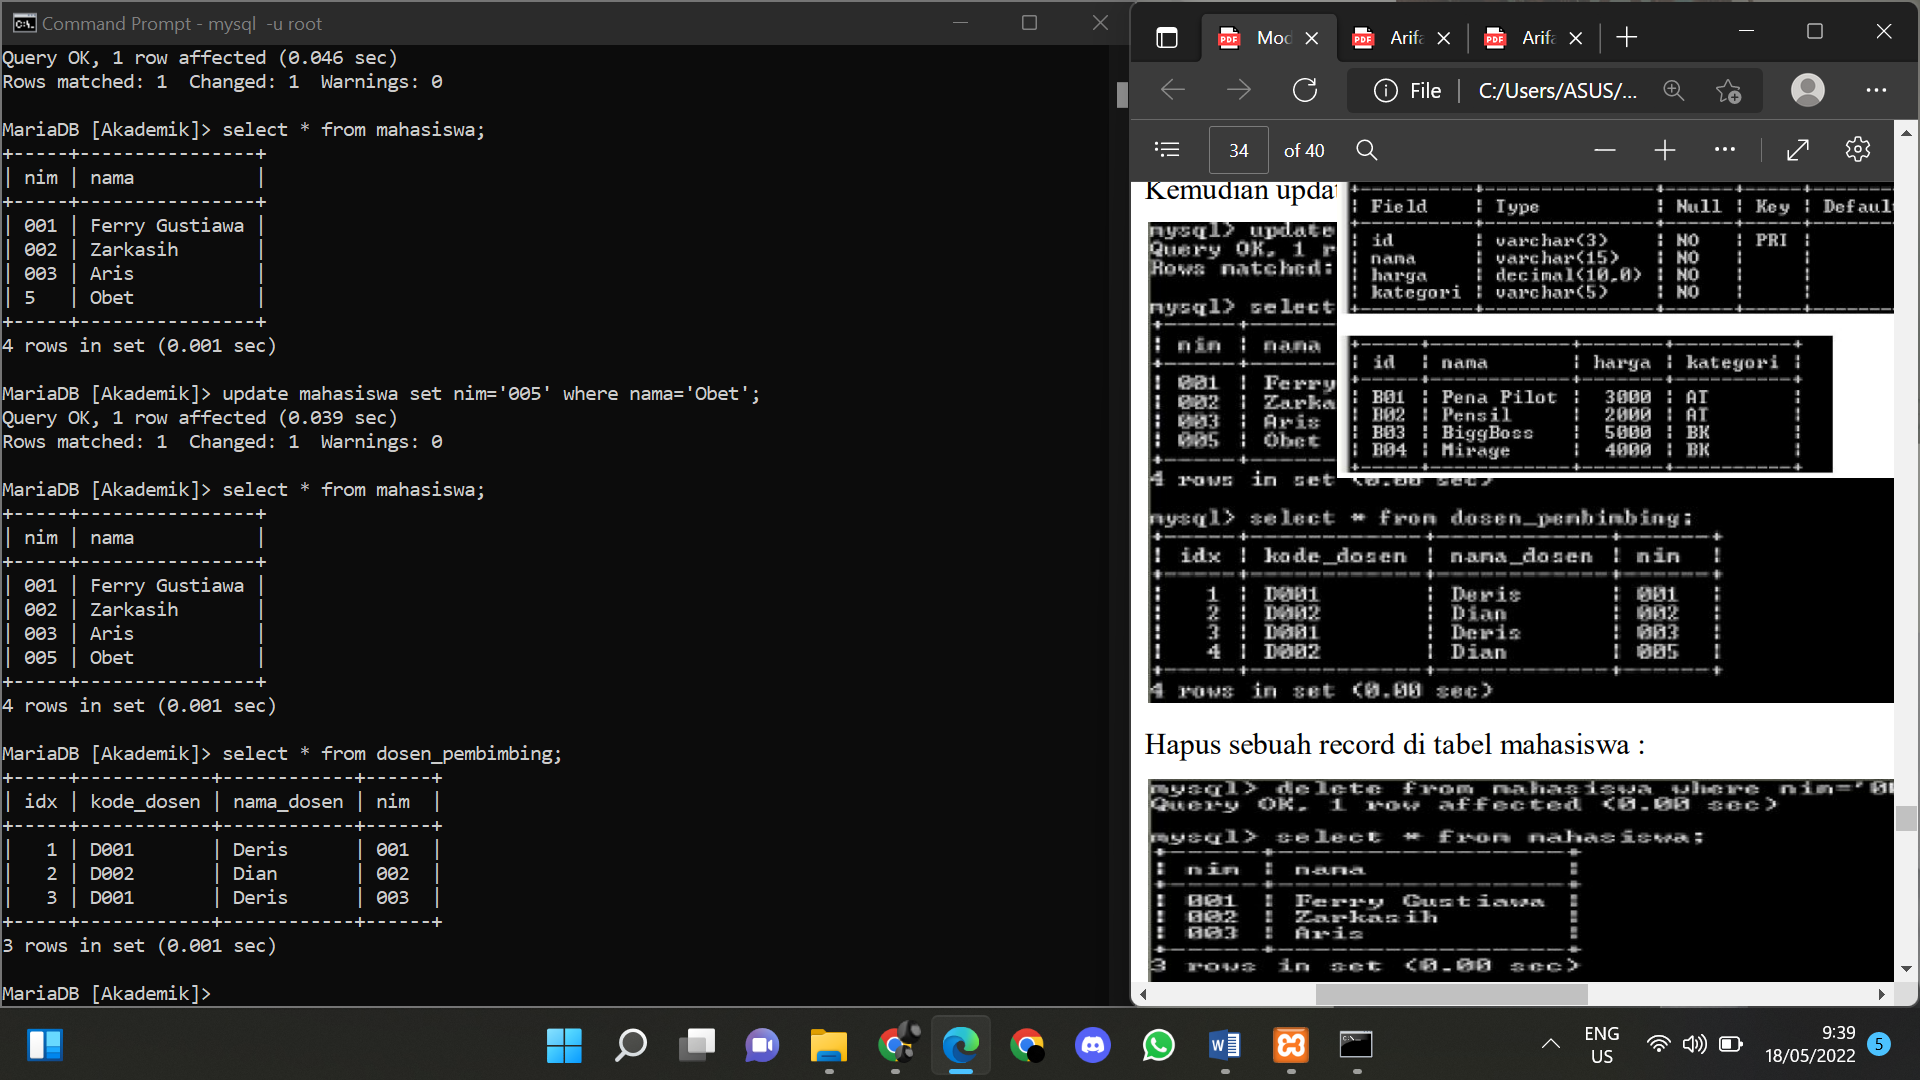 Command Prompt - mysql  -u root
Query OK, 1 row affected (0.046 sec)
Rows matched: 1  Changed: 1  Warnings: 0
MariaDB [Akademik]> select * from mahasiswa;
+-----+----------------+
| nim | nama           |
+-----+----------------+
| 001 | Ferry Gustiawa |
| 002 | Zarkasih       |
| 003 | Aris           |
| 5   | Obet           |
+-----+----------------+
4 rows in set (0.001 sec)
MariaDB [Akademik]> update mahasiswa set nim='005' where nama='Obet';
Query OK, 1 row affected (0.039 sec)
Rows matched: 1  Changed: 1  Warnings: 0
MariaDB [Akademik]> select * from mahasiswa;
+-----+----------------+
| nim | nama           |
+-----+----------------+
| 001 | Ferry Gustiawa |
| 002 | Zarkasih       |
| 003 | Aris           |
| 005 | Obet           |
+-----+----------------+
4 rows in set (0.001 sec)
MariaDB [Akademik]> select * from dosen_pembimbing;
+-----+------------+------------+------+
| idx | kode_dosen | nama_dosen | nim  |
+-----+------------+------------+------+
|   1 | D001       | Deris      | 001  |
|   2 | D002       | Dian       | 002  |
|   3 | D001       | Deris      | 003  |
+-----+------------+------------+------+
3 rows in set (0.001 sec)
MariaDB [Akademik]>
Mod
Arifa
Arifa
File | C:/Users/ASUS/...
34 of 40
Kemudian updat
mysql> update
Query OK, 1 r
Rows matched:
mysql> select
| nim | nama
| 001 | Ferry
| 002 | Zarka
| 003 | Aris
| 005 | Obet
4 rows in set (0.00 sec)
| Field | Type | Null | Key | Defaul
| id | varchar(3) | NO | PRI |
| nama | varchar(15) | NO | |
| harga | decimal(10,0) | NO | |
| kategori | varchar(5) | NO | |
| id | nama | harga | kategori |
| B01 | Pena Pilot | 3000 | AT |
| B02 | Pensil | 2000 | AT |
| B03 | BiggBoss | 5000 | BK |
| B04 | Mirage | 4000 | BK |
mysql> select * from dosen_pembimbing;
| idx | kode_dosen | nama_dosen | nim |
| 1 | D001 | Deris | 001 |
| 2 | D002 | Dian | 002 |
| 3 | D001 | Deris | 003 |
| 4 | D002 | Dian | 005 |
4 rows in set (0.00 sec)
Hapus sebuah record di tabel mahasiswa :
mysql> delete from mahasiswa where nim='00
Query OK, 1 row affected (0.00 sec)
mysql> select * from mahasiswa;
| nim | nama |
| 001 | Ferry Gustiawa |
| 002 | Zarkasih |
| 003 | Aris |
3 rows in set (0.00 sec)
ENG
US
9:39
18/05/2022
5